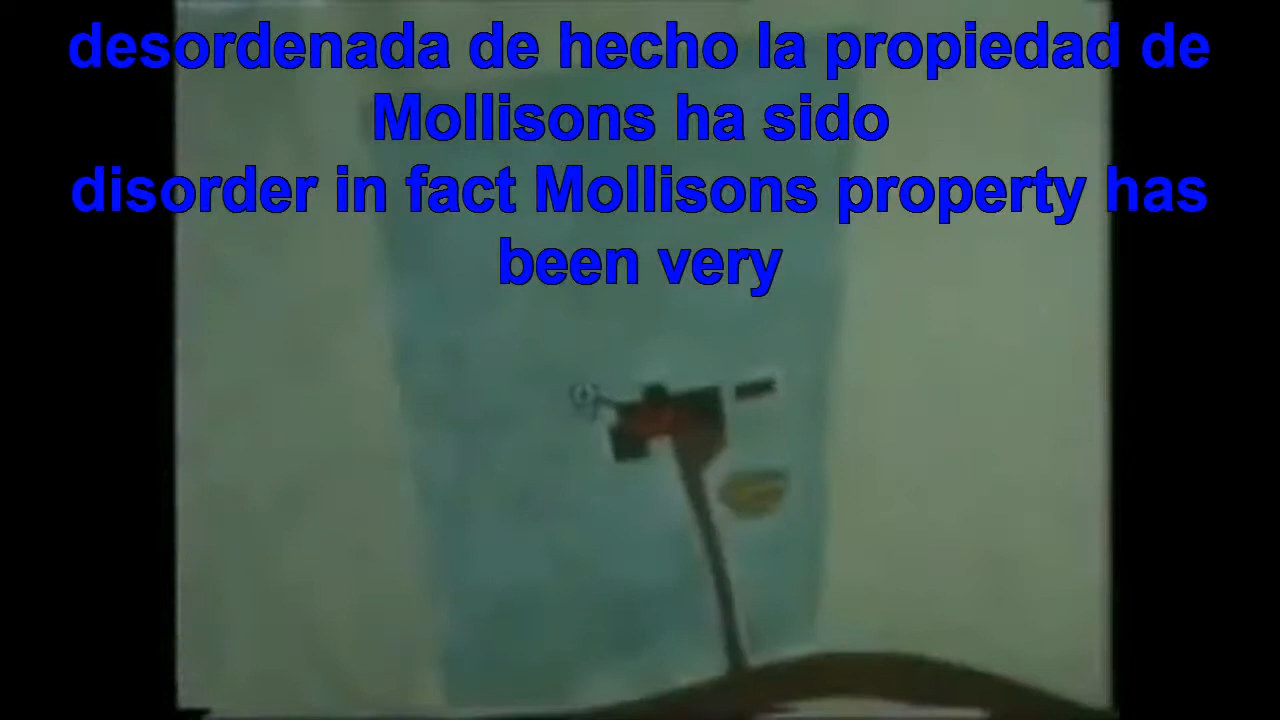 desordenada de hecho la propiedad de
Mollisons ha sido
disorder in fact Mollisons property has
been very